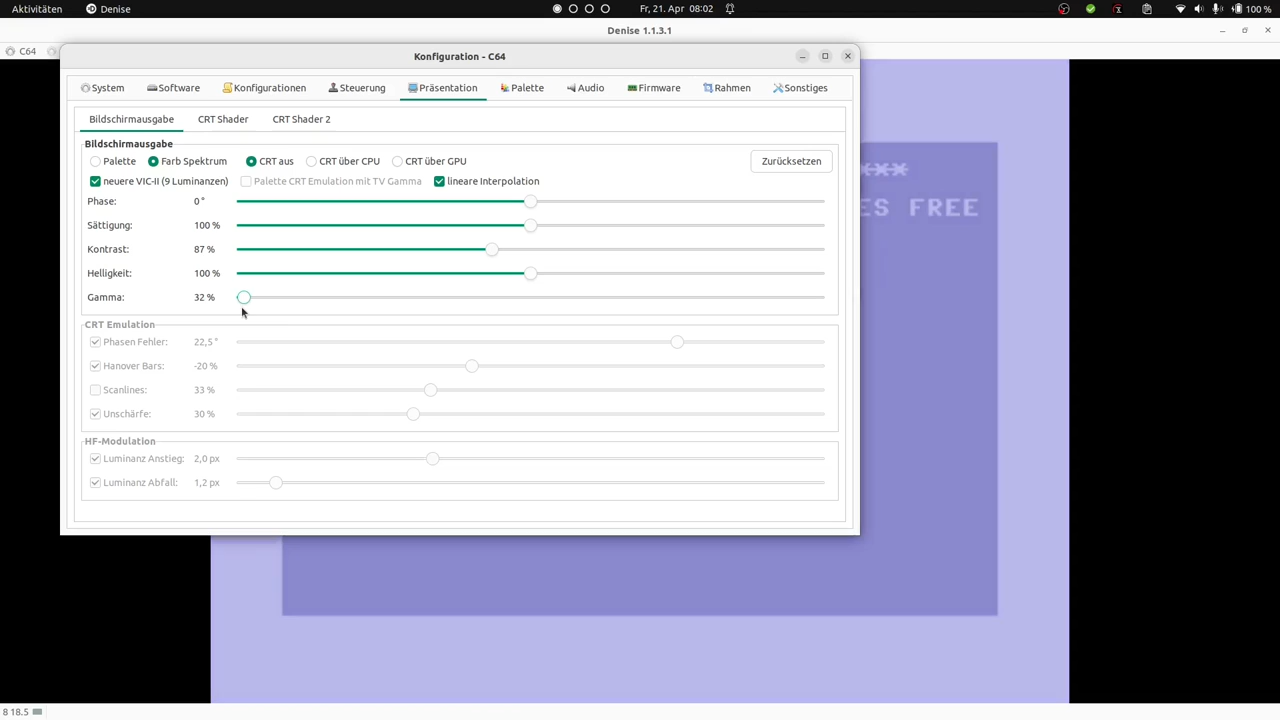 Aktivitäten Denise Fr, 21. Apr 08:02 100 %
Denise 1.1.3.1
C64
Konfiguration - C64
System Software Konfigurationen Steuerung Präsentation Palette Audio Firmware Rahmen Sonstiges
Bildschirmausgabe CRT Shader CRT Shader 2
Bildschirmausgabe
Palette Farb Spektrum CRT aus CRT über CPU CRT über GPU Zurücksetzen
neuere VIC-II (9 Luminanzen) Palette CRT Emulation mit TV Gamma lineare Interpolation
Phase: 0 °
Sättigung: 100 %
Kontrast: 87 %
Helligkeit: 100 %
Gamma: 32 %
CRT Emulation
Phasen Fehler: 22,5 °
Hanover Bars: -20 %
Scanlines: 33 %
Unschärfe: 30 %
HF-Modulation
Luminanz Anstieg: 2,0 px
Luminanz Abfall: 1,2 px
ES FREE
8 18.5